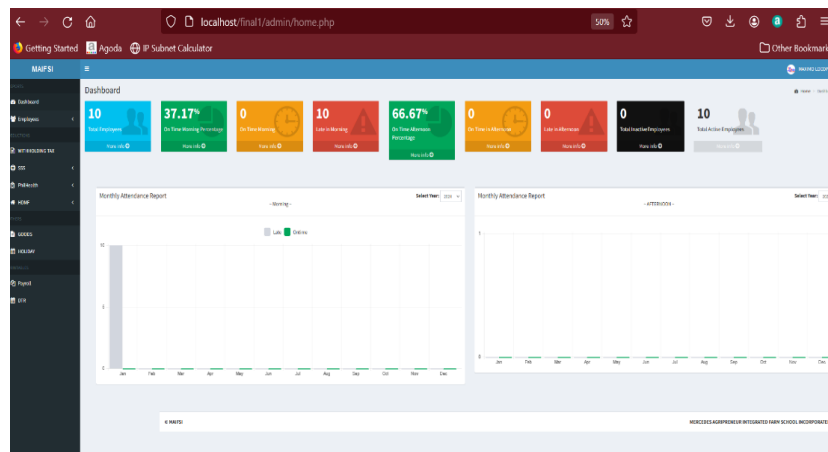 localhost/final1/admin/home.php
50%
Getting Started
Agoda
IP Subnet Calculator
Other Bookmark
MAIFSI
Dashboard
Employees
WITHHOLDING TAX
SSS
PhilHealth
HDMF
GOODS
HOLIDAY
Payroll
DTR
Dashboard
Home
10
Total Employees
More info
37.17%
On Time Morning Percentage
More info
0
On Time Morning
More info
10
Late in Morning
More info
66.67%
On Time Afternoon
Percentage
More info
0
On Time in Afternoon
More info
0
Late in Afternoon
More info
0
Total Inactive Employees
More info
10
Total Active Employees
More info
Monthly Attendance Report
Select Year: 2024
- Morning -
Late
Ontime
10
5
0
Jan Feb Mar Apr May Jun Jul Aug Sep Oct Nov Dec
Monthly Attendance Report
Select Year:
- AFTERNOON -
1
0
Jan Feb Mar Apr May Jun Jul Aug Sep Oct Nov Dec
© MAIFSI
MERCEDES AGRIPRENEUR INTEGRATED FARM SCHOOL INCORPORATE